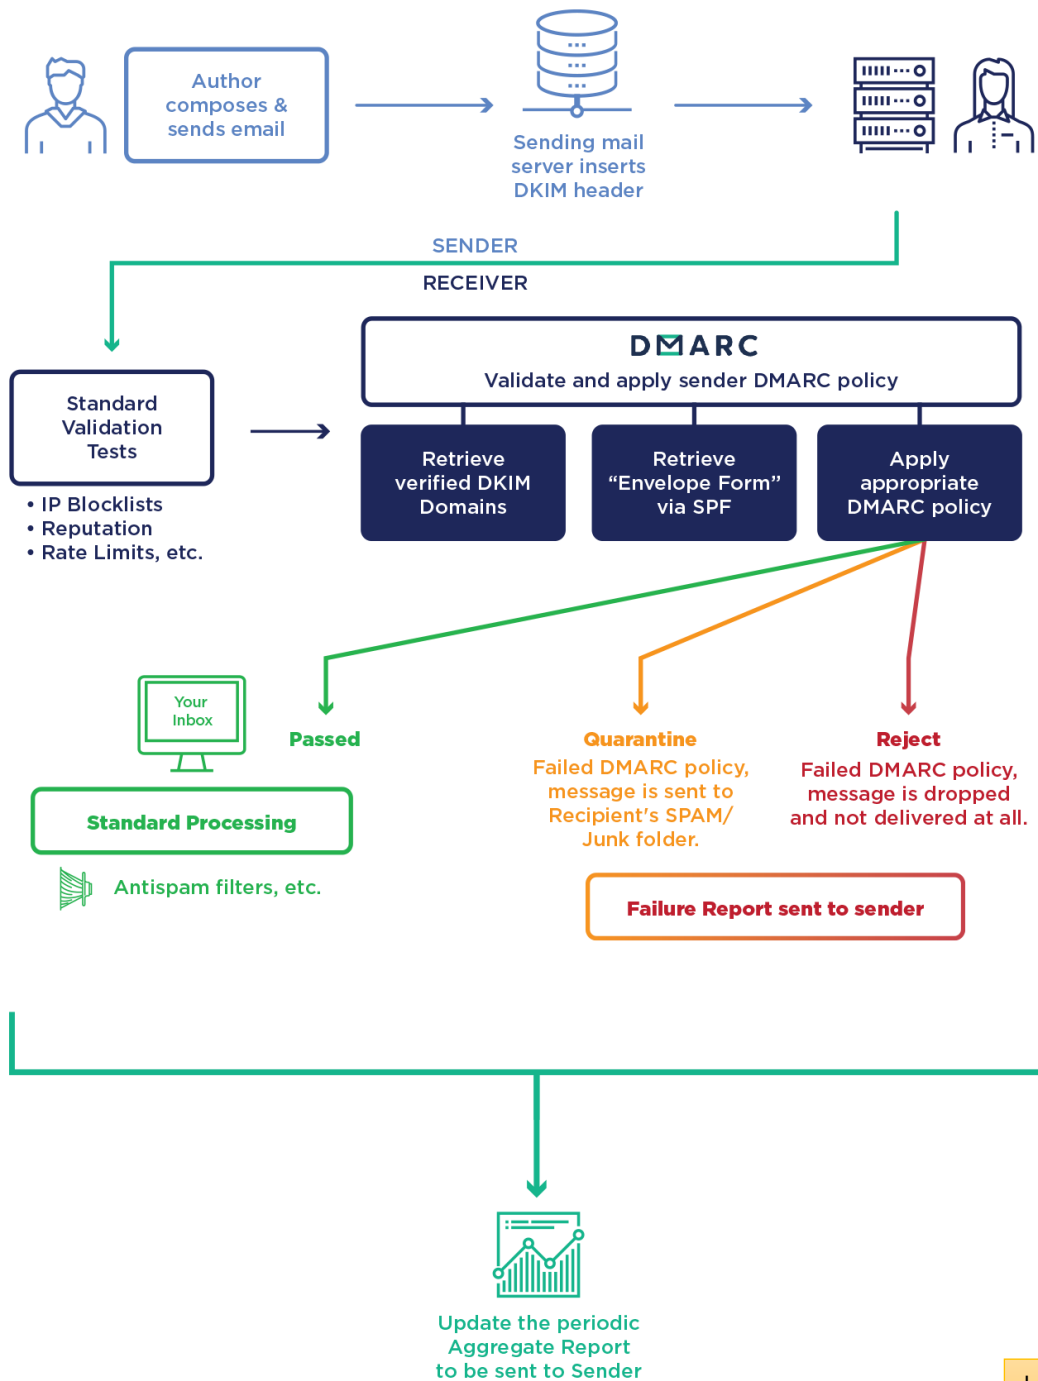 Author
composes &
sends email
Sending mail
server inserts
DKIM header
SENDER
RECEIVER
DMARC
Validate and apply sender DMARC policy
Standard
Validation
Tests
• IP Blocklists
• Reputation
• Rate Limits, etc.
Retrieve
verified DKIM
Domains
Retrieve
“Envelope Form”
via SPF
Apply
appropriate
DMARC policy
Your
Inbox
Passed
Standard Processing
Antispam filters, etc.
Quarantine
Failed DMARC policy,
message is sent to
Recipient's SPAM/
Junk folder.
Reject
Failed DMARC policy,
message is dropped
and not delivered at all.
Failure Report sent to sender
Update the periodic
Aggregate Report
to be sent to Sender